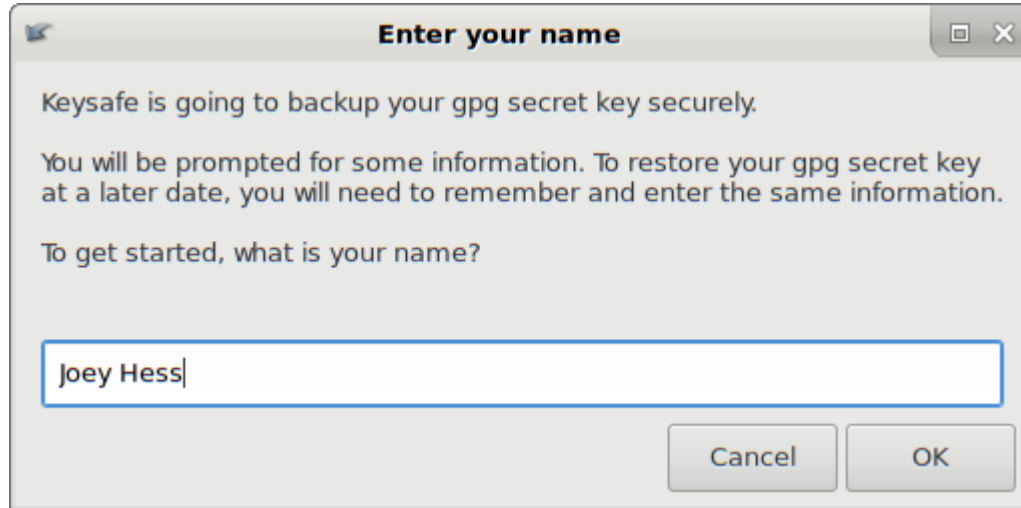 Enter your name
Keysafe is going to backup your gpg secret key securely.
You will be prompted for some information. To restore your gpg secret key
at a later date, you will need to remember and enter the same information.
To get started, what is your name?
Joey Hess
Cancel OK